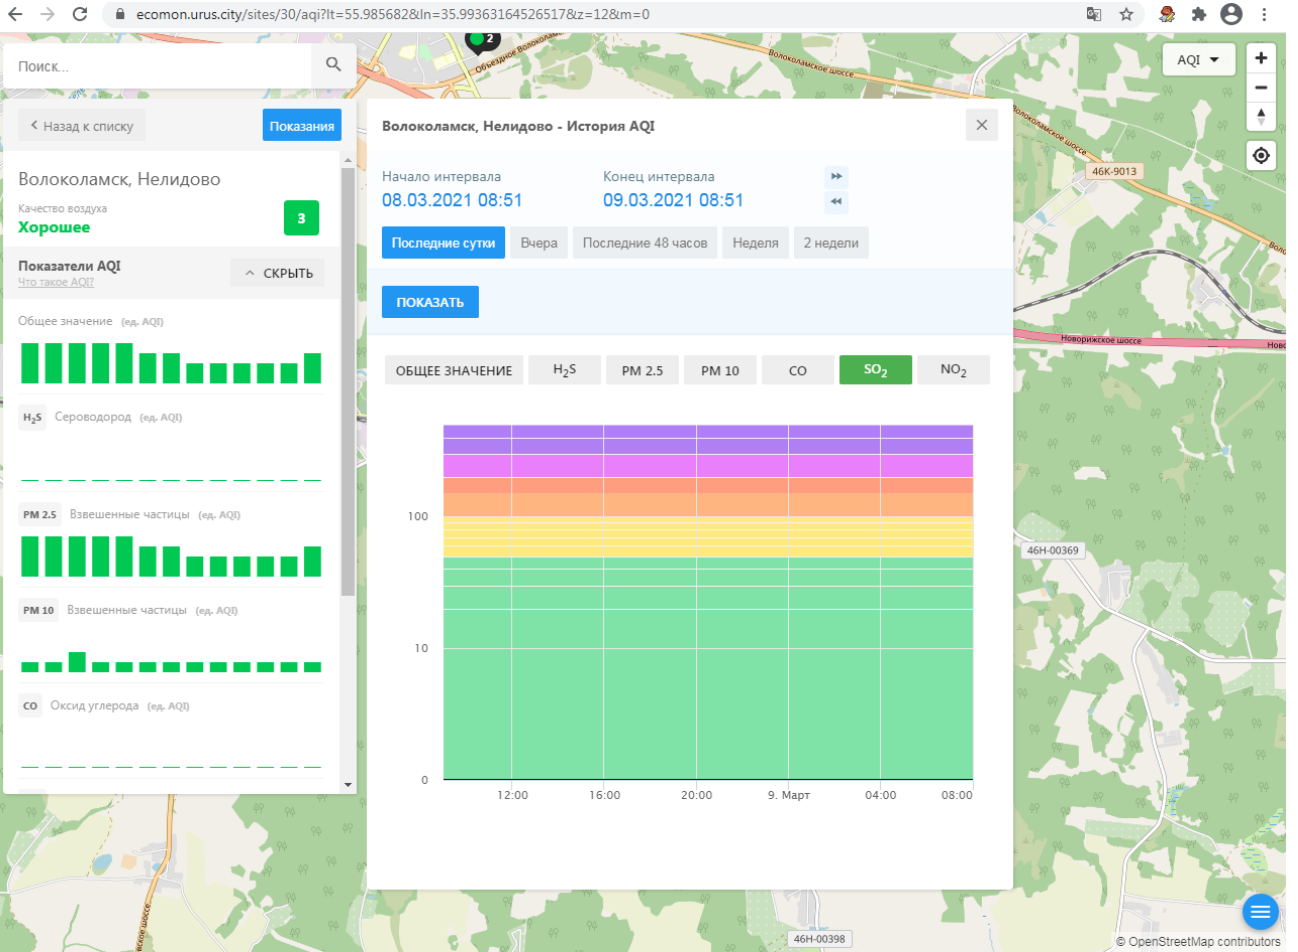 ecomon.urus.city/sites/30/aqi?lt=55.985682&ln=35.99363164526517&z=12&m=0
2
Поиск...
AQI
Назад к списку
Показания
Волоколамск, Нелидово
Качество воздуха
Хорошее
3
Показатели AQI
Что такое AQI?
СКРЫТЬ
Общее значение (ед. AQI)
H2S Сероводород (ед. AQI)
PM 2.5 Взвешенные частицы (ед. AQI)
PM 10 Взвешенные частицы (ед. AQI)
CO Оксид углерода (ед. AQI)
Волоколамск, Нелидово - История AQI
Начало интервала
08.03.2021 08:51
Конец интервала
09.03.2021 08:51
Последние сутки
Вчера
Последние 48 часов
Неделя
2 недели
ПОКАЗАТЬ
ОБЩЕЕ ЗНАЧЕНИЕ
H2S
PM 2.5
PM 10
CO
SO2
NO2
100
10
0
12:00
16:00
20:00
9. Март
04:00
08:00
Волоколамское шоссе
46К-9013
Новорижское шоссе
46Н-00369
46Н-00398
© OpenStreetMap contributors